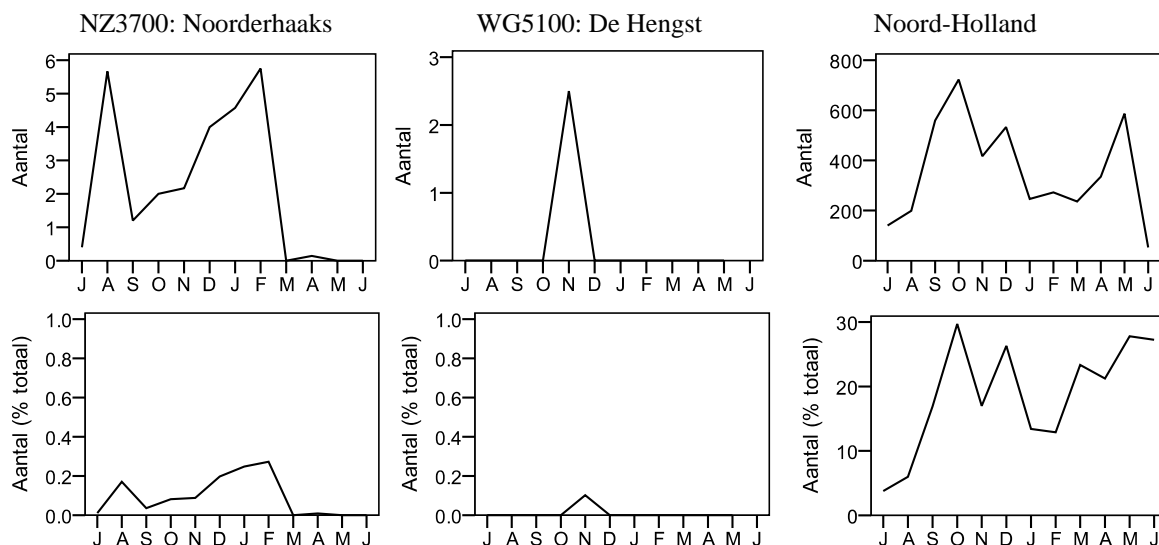 NZ3700: Noorderhaaks
WG5100: De Hengst
Noord-Holland
Aantal
6
5
4
3
2
1
0
J A S O N D J F M A M J
Aantal
3
2
1
0
J A S O N D J F M A M J
Aantal
800
600
400
200
0
J A S O N D J F M A M J
Aantal (% totaal)
1.0
0.8
0.6
0.4
0.2
0.0
J A S O N D J F M A M J
Aantal (% totaal)
1.0
0.8
0.6
0.4
0.2
0.0
J A S O N D J F M A M J
Aantal (% totaal)
30
20
10
0
J A S O N D J F M A M J